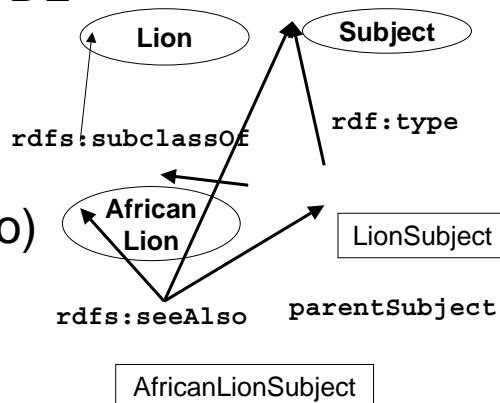 Lion
Subject
rdf:type
rdfs:subclassOf
African
Lion
o)
LionSubject
rdfs:seeAlso
parentSubject
AfricanLionSubject